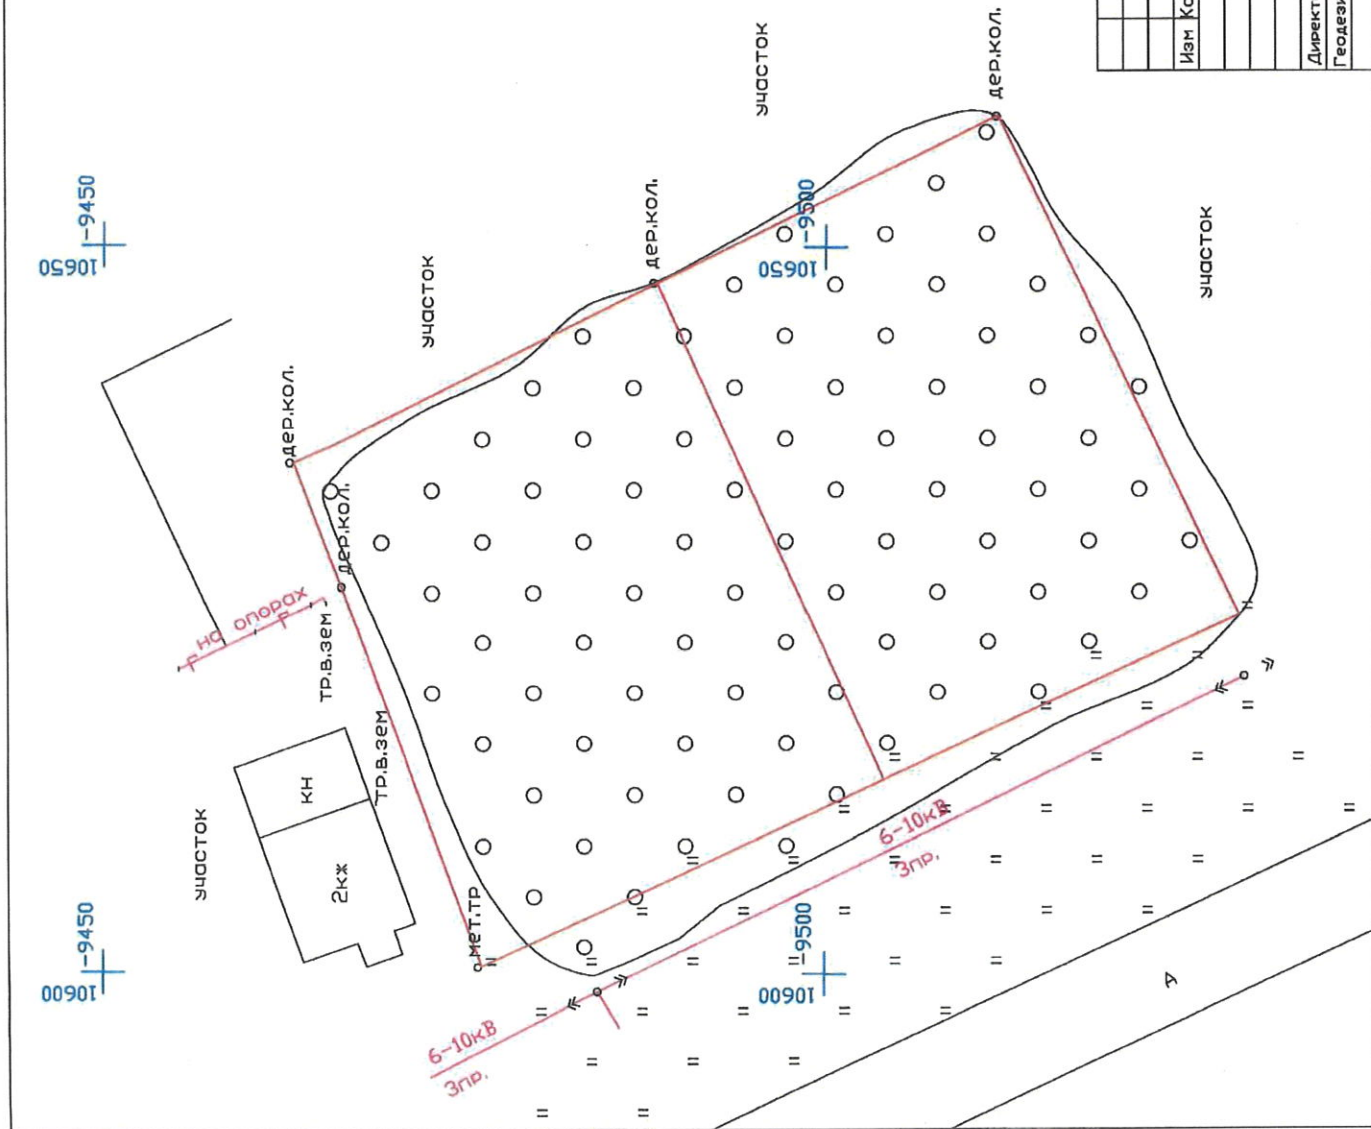 -9450
10650
участок
дер.кол.
участок
дер.кол.
участок
дер.кол.
-9500
10650
участок
на опорах
Г
Г
дер.кол.
тр.в.зем
тр.в.зем
участок
кн
2кж
мет.тр
-9450
10600
6-10кВ
3пр.
6-10кВ
3пр.
-9500
10600
А
Изм
Директ
Геодези